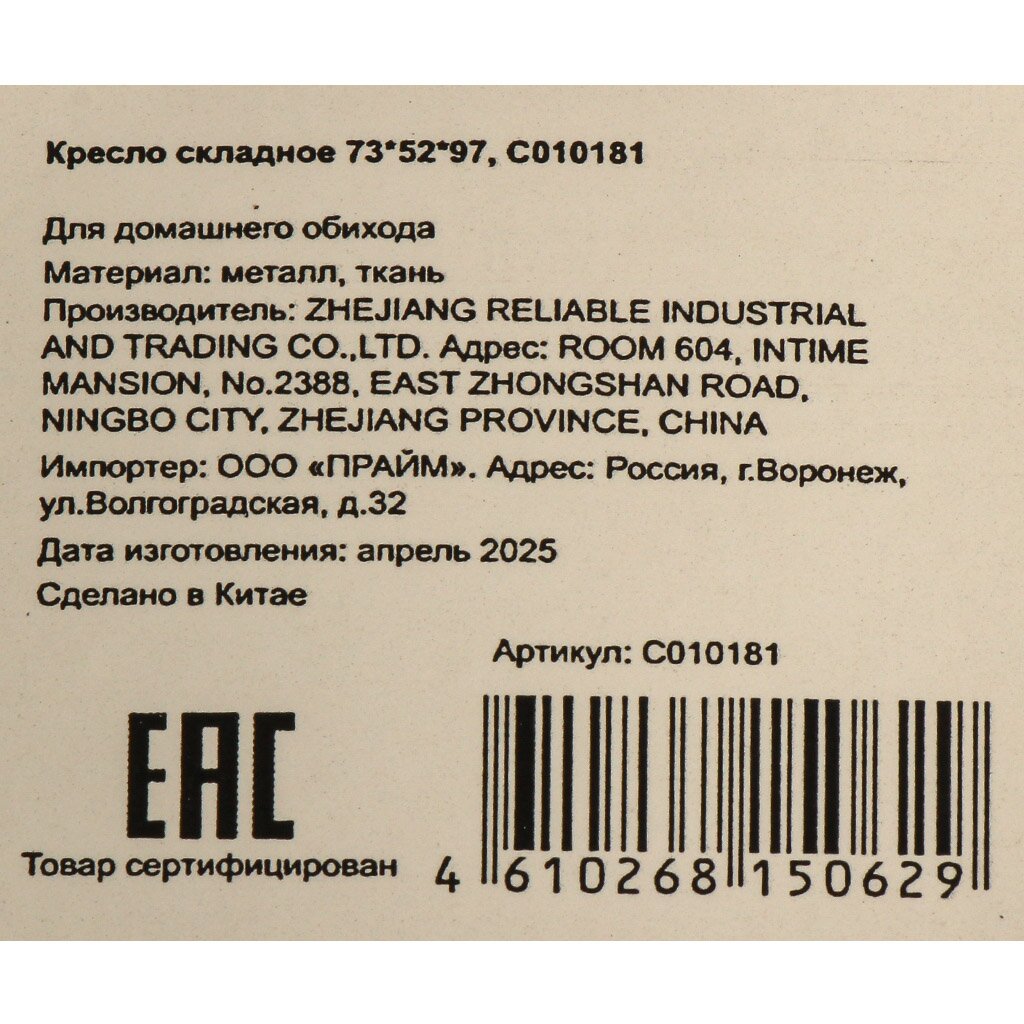 Кресло складное 73*52*97, С010181
Для домашнего обихода
Материал: металл, ткань
Производитель: ZHEJIANG RELIABLE INDUSTRIAL
AND TRADING CO.,LTD. Адрес: ROOM 604, INTIME
MANSION, No.2388, EAST ZHONGSHAN ROAD,
NINGBO CITY, ZHEJIANG PROVINCE, CHINA
Импортер: ООО «ПРАЙМ». Адрес: Россия, г.Воронеж,
ул.Волгоградская, д.32
Дата изготовления: апрель 2025
Сделано в Китае
Артикул: С010181
EAC
Товар сертифицирован
4 610268 150629